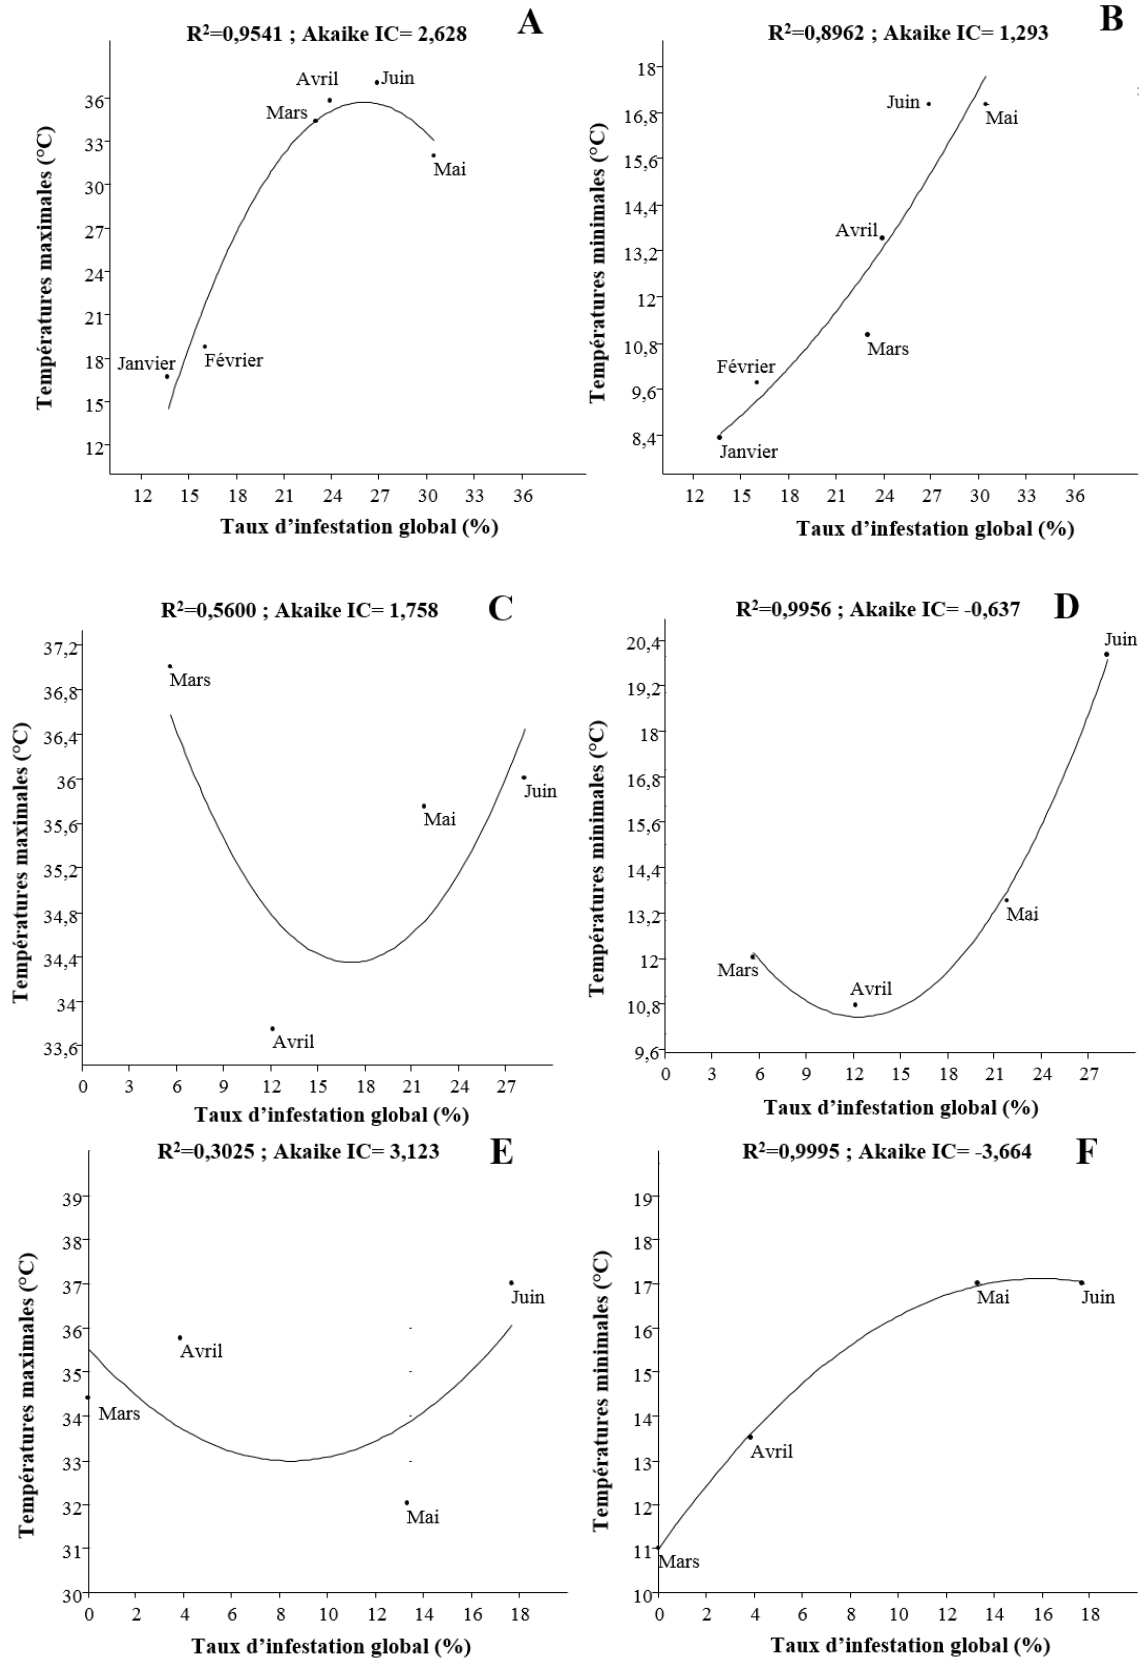 R²=0,9541 ; Akaike IC= 2,628
A
Températures maximales (°C)
36
33
30
27
24
21
18
15
12
Janvier
Février
Mars
Avril
Juin
Mai
12 15 18 21 24 27 30 33 36
Taux d’infestation global (%)
R²=0,8962 ; Akaike IC= 1,293
B
Températures minimales (°C)
18
16,8
15,6
14,4
13,2
12
10,8
9,6
8,4
Juin
Mai
Avril
Mars
Février
Janvier
12 15 18 21 24 27 30 33 36
Taux d’infestation global (%)
R²=0,5600 ; Akaike IC= 1,758
C
Températures maximales (°C)
37,2
36,8
36,4
36
35,6
35,2
34,8
34,4
34
33,6
Mars
Juin
Mai
Avril
0 3 6 9 12 15 18 21 24 27
Taux d’infestation global (%)
R²=0,9956 ; Akaike IC= -0,637
D
Températures minimales (°C)
20,4
19,2
18
16,8
15,6
14,4
13,2
12
10,8
9,6
Juin
Mai
Mars
Avril
0 3 6 9 12 15 18 21 24 27
Taux d’infestation global (%)
R²=0,3025 ; Akaike IC= 3,123
E
Températures maximales (°C)
39
38
37
36
35
34
33
32
31
30
Juin
Avril
Mars
Mai
0 2 4 6 8 10 12 14 16 18
Taux d’infestation global (%)
R²=0,9995 ; Akaike IC= -3,664
F
Températures minimales (°C)
19
18
17
16
15
14
13
12
11
10
Mai
Juin
Avril
Mars
0 2 4 6 8 10 12 14 16 18
Taux d’infestation global (%)